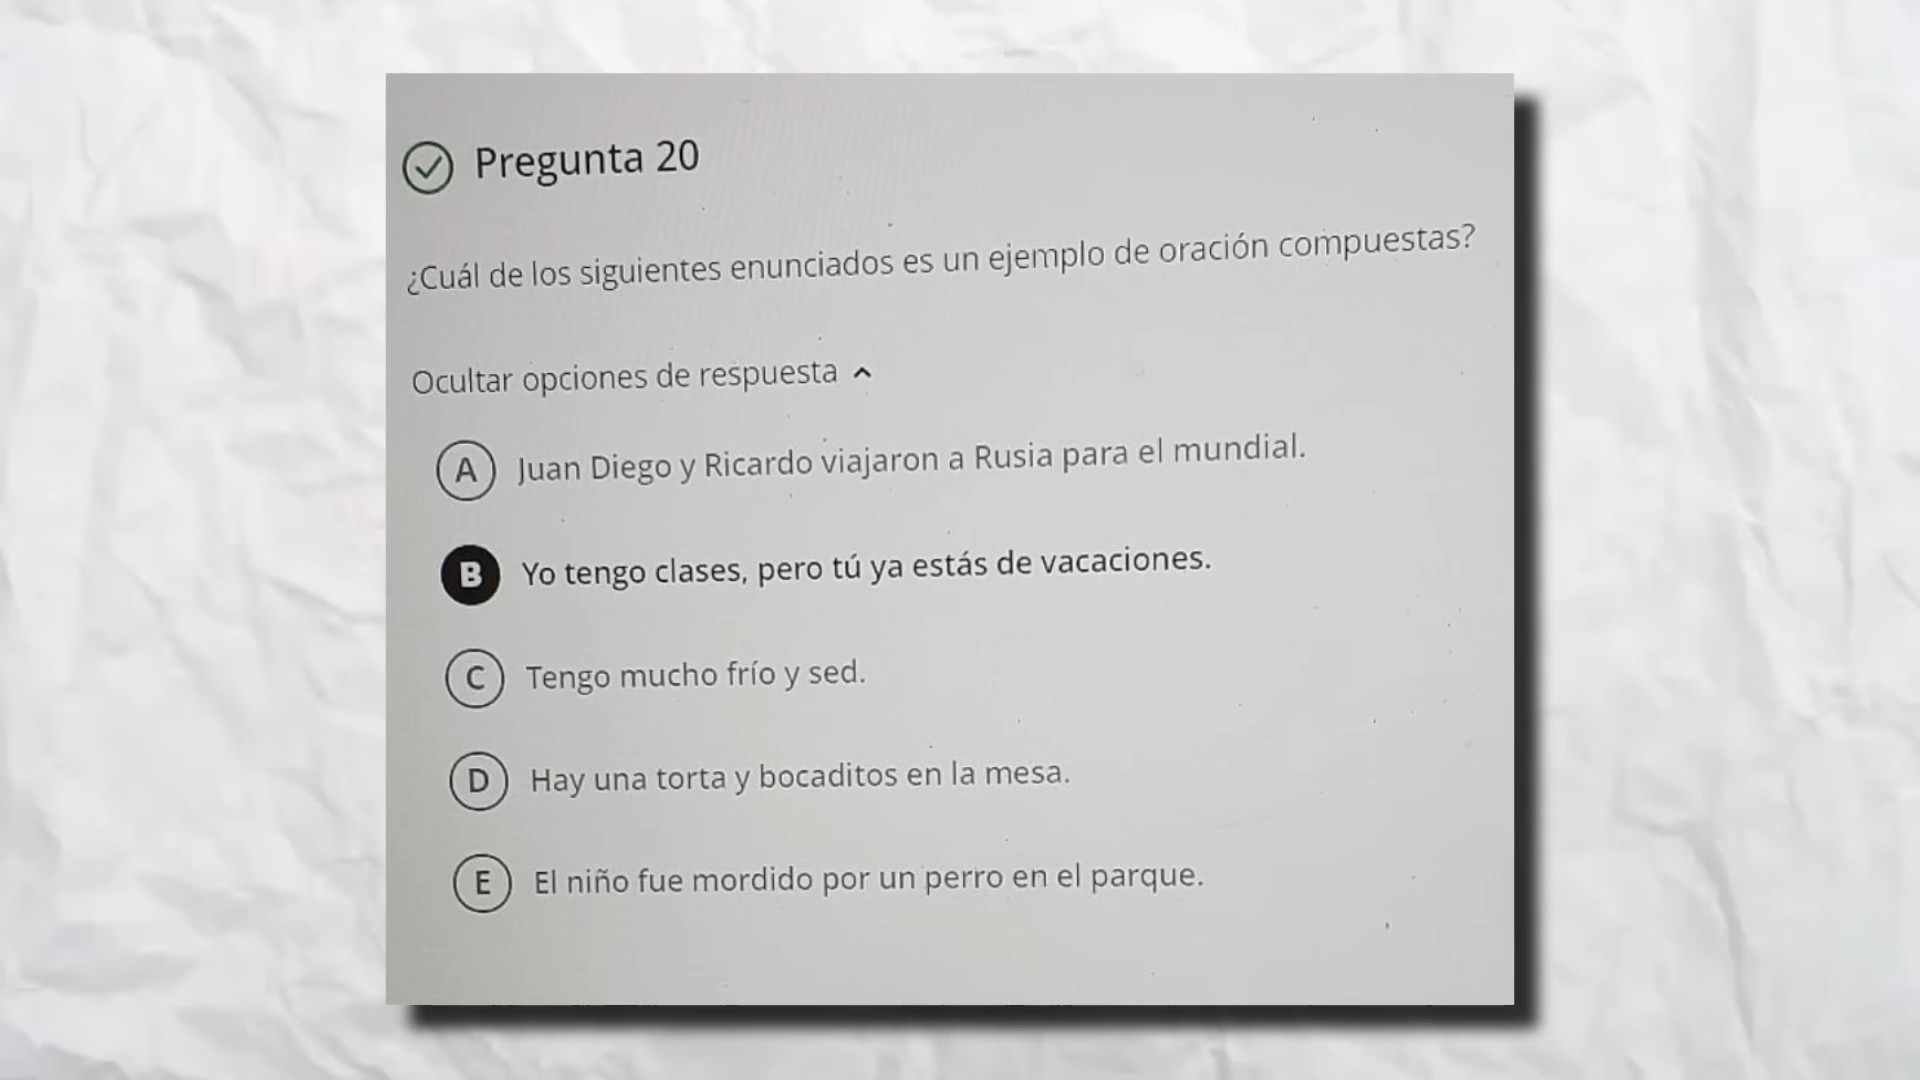 Pregunta 20
¿Cuál de los siguientes enunciados es un ejemplo de oración compuestas?
Ocultar opciones de respuesta
A Juan Diego y Ricardo viajaron a Rusia para el mundial.
B Yo tengo clases, pero tú ya estás de vacaciones.
C Tengo mucho frío y sed.
D Hay una torta y bocaditos en la mesa.
E El niño fue mordido por un perro en el parque.